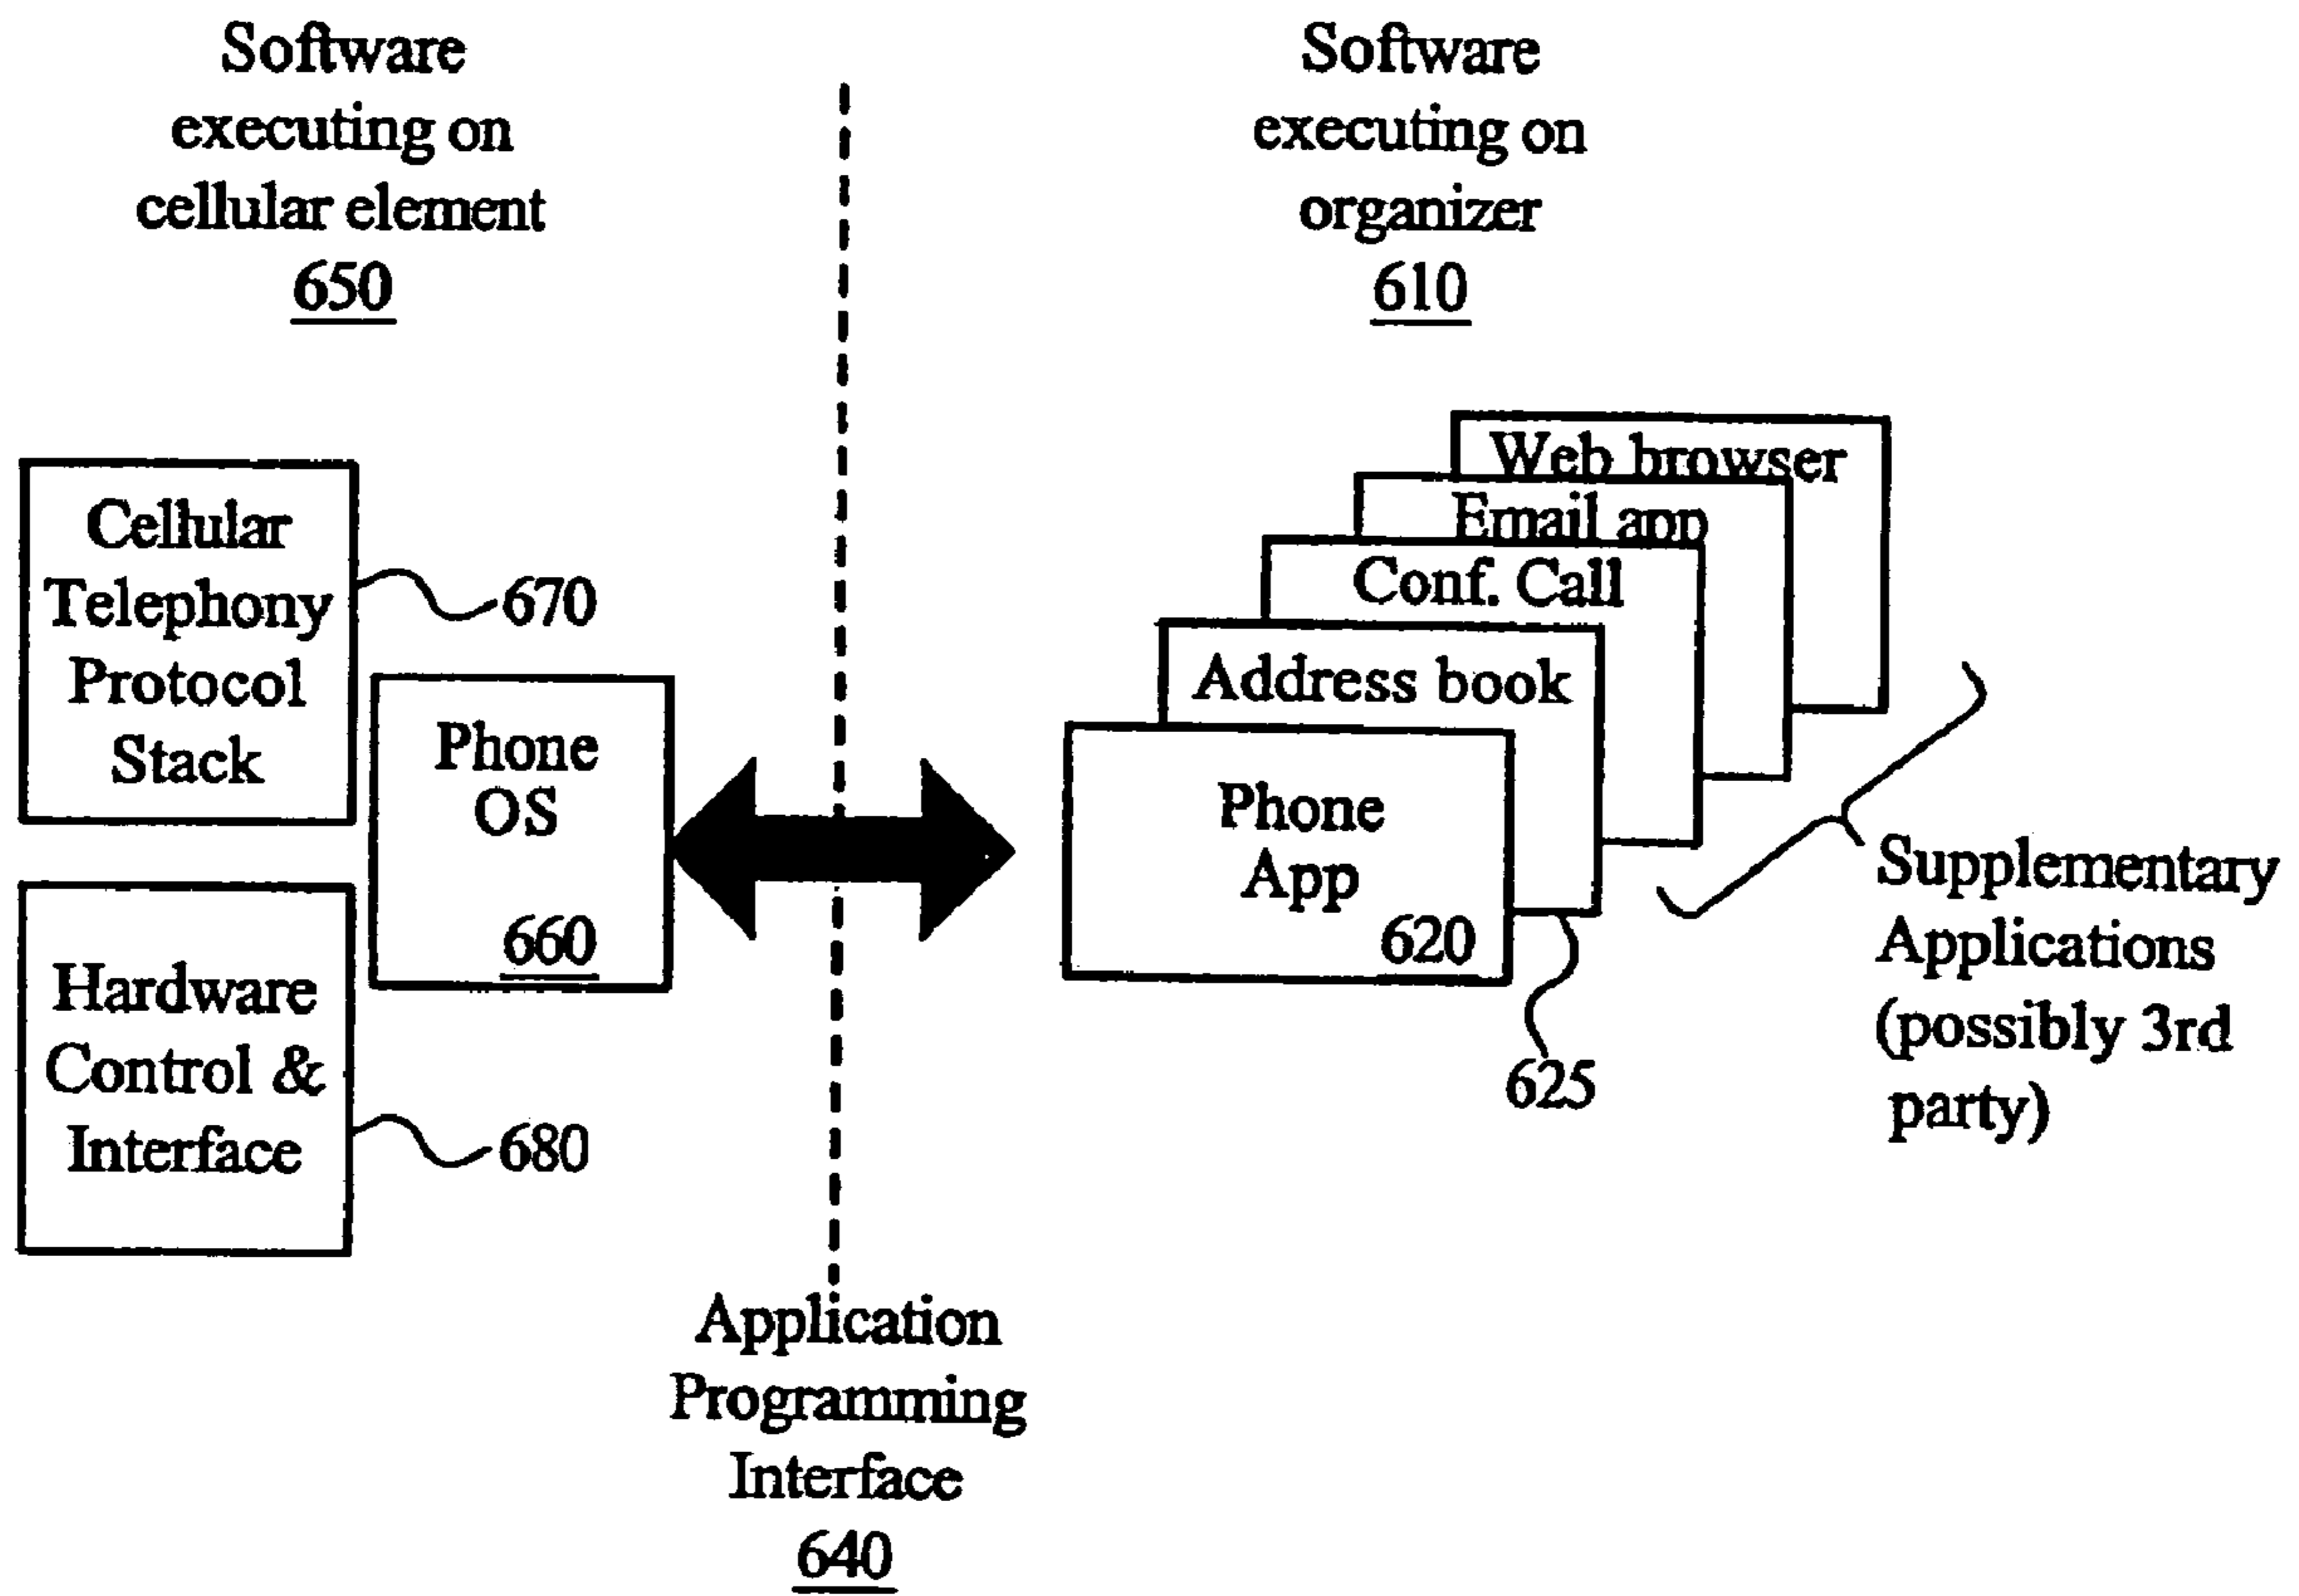 Software
executing on
cellular element
650
Software
executing on
organizer
610
Cellular
Telephony
Protocol
Stack
670
Phone
OS
660
Hardware
Control &
Interface
680
Web browser
Email app
Conf. Call
Address book
Phone
App
620
625
Supplementary
Applications
(possibly 3rd
party)
Application
Programming
Interface
640